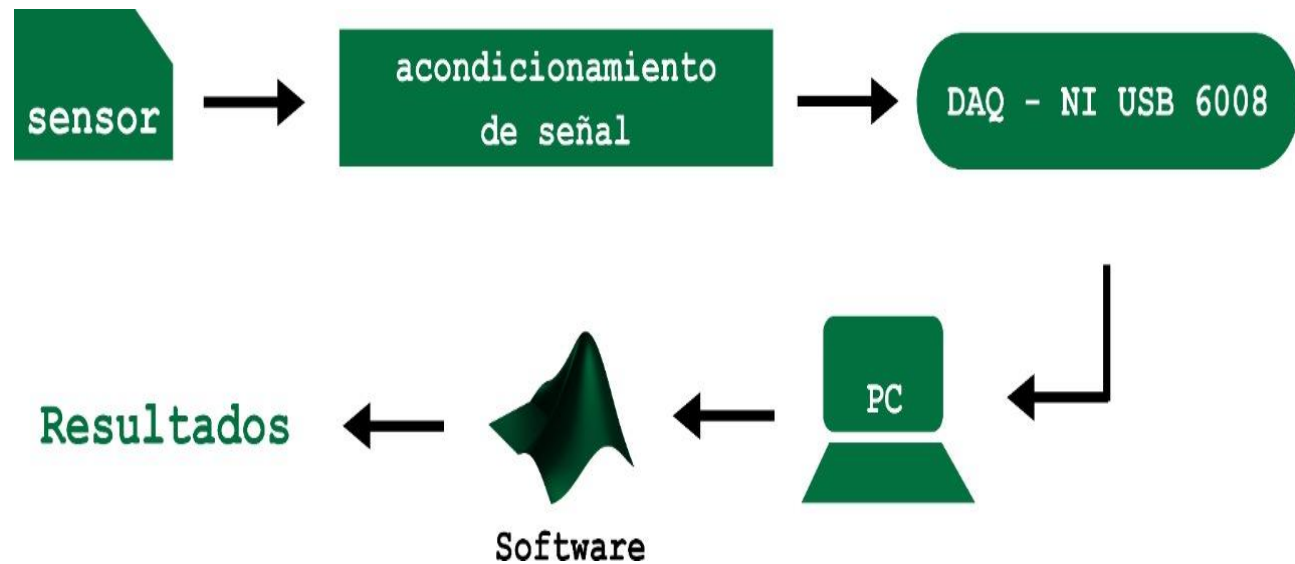 sensor
acondicionamiento
de señal
DAQ - NI USB 6008
PC
Software
Resultados